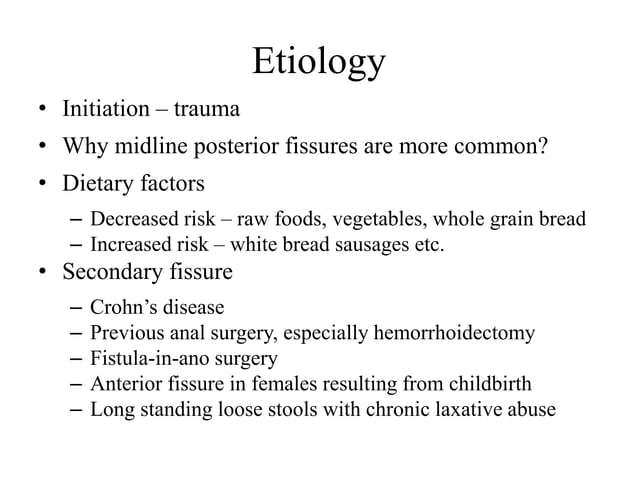 Etiology
• Initiation – trauma
• Why midline posterior fissures are more common?
• Dietary factors
– Decreased risk – raw foods, vegetables, whole grain bread
– Increased risk – white bread sausages etc.
• Secondary fissure
– Crohn’s disease
– Previous anal surgery, especially hemorrhoidectomy
– Fistula-in-ano surgery
– Anterior fissure in females resulting from childbirth
– Long standing loose stools with chronic laxative abuse